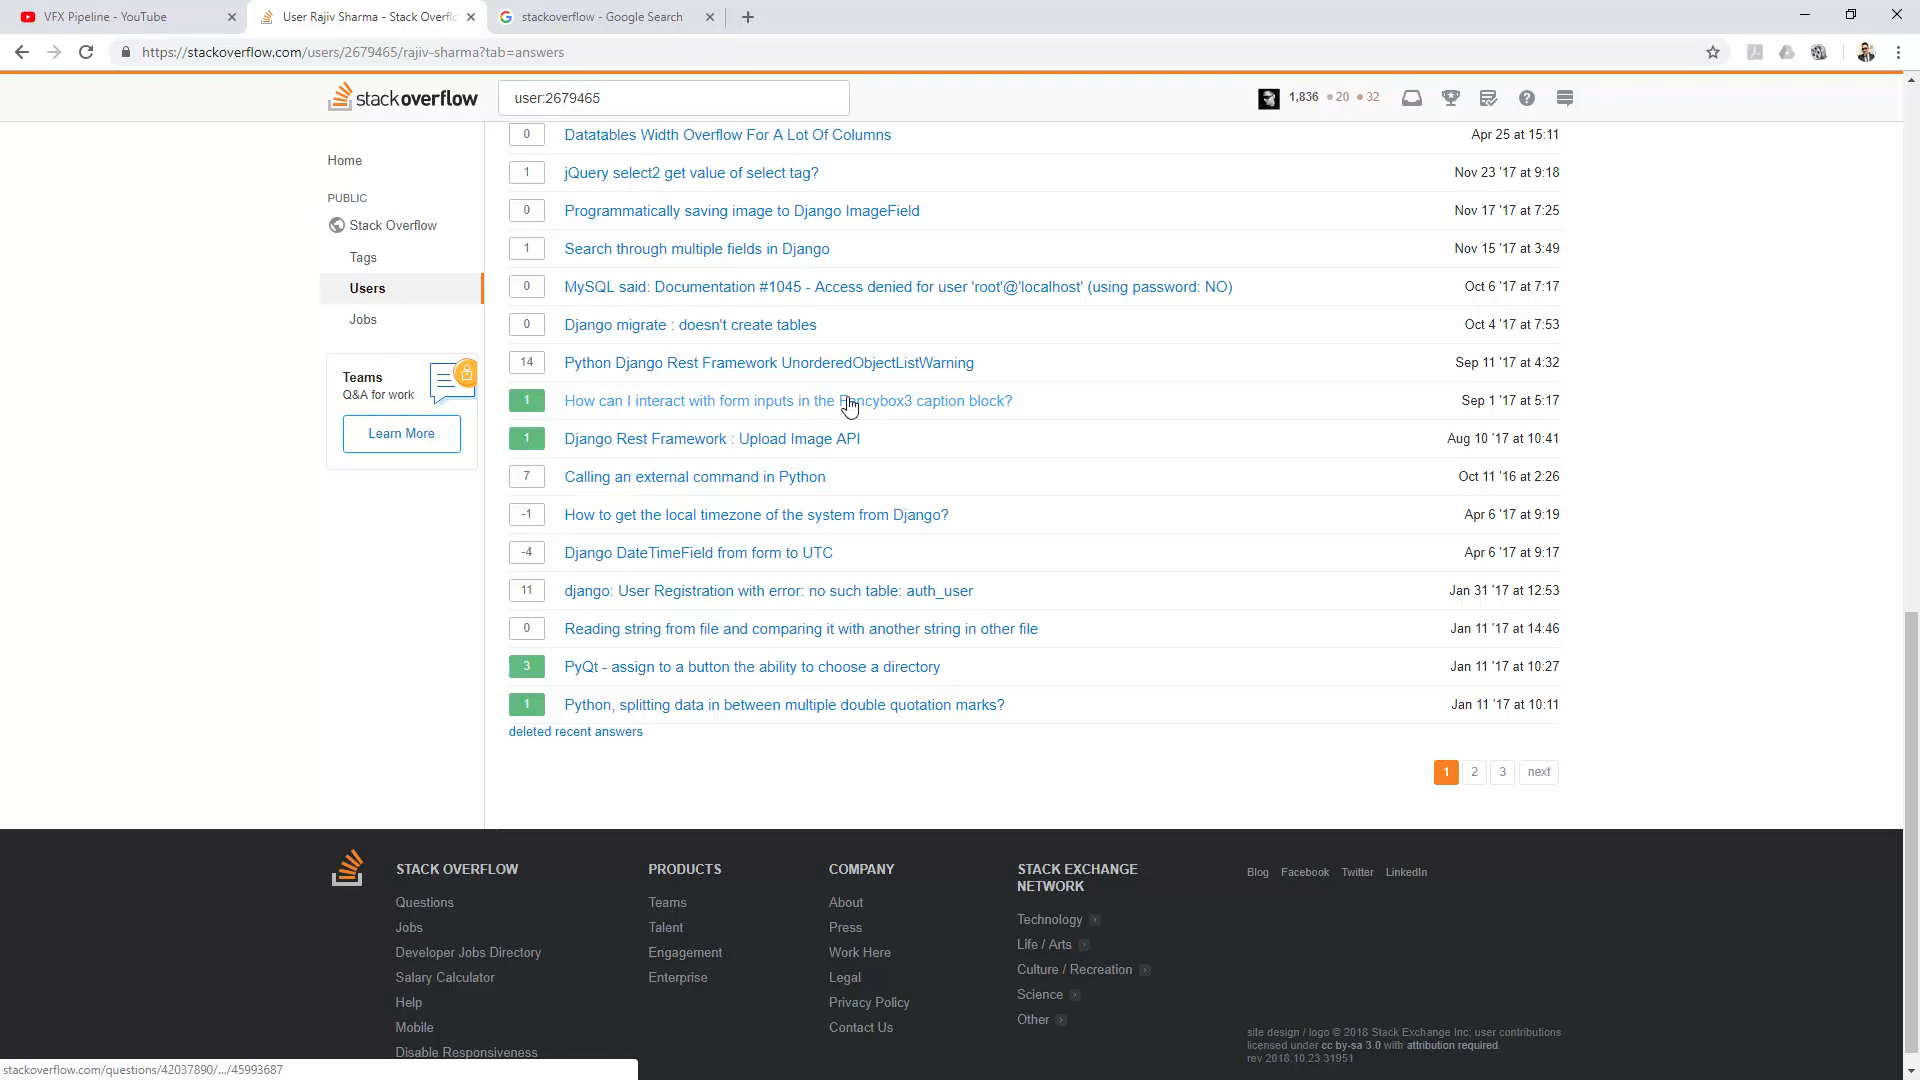 VFX Pipeline - YouTube
User Rajiv Sharma - Stack Overflo
stackoverflow - Google Search
https://stackoverflow.com/users/2679465/rajiv-sharma?tab=answers
stackoverflow
user:2679465
1,836 20 32
Home
PUBLIC
Stack Overflow
Tags
Users
Jobs
Teams
Q&A for work
Learn More
0 Datatables Width Overflow For A Lot Of Columns Apr 25 at 15:11
1 jQuery select2 get value of select tag? Nov 23 '17 at 9:18
0 Programmatically saving image to Django ImageField Nov 17 '17 at 7:25
1 Search through multiple fields in Django Nov 15 '17 at 3:49
0 MySQL said: Documentation #1045 - Access denied for user 'root'@'localhost' (using password: NO) Oct 6 '17 at 7:17
0 Django migrate : doesn't create tables Oct 4 '17 at 7:53
14 Python Django Rest Framework UnorderedObjectListWarning Sep 11 '17 at 4:32
1 How can I interact with form inputs in the Fancybox3 caption block? Sep 1 '17 at 5:17
1 Django Rest Framework : Upload Image API Aug 10 '17 at 10:41
7 Calling an external command in Python Oct 11 '16 at 2:26
-1 How to get the local timezone of the system from Django? Apr 6 '17 at 9:19
-4 Django DateTimeField from form to UTC Apr 6 '17 at 9:17
11 django: User Registration with error: no such table: auth_user Jan 31 '17 at 12:53
0 Reading string from file and comparing it with another string in other file Jan 11 '17 at 14:46
3 PyQt - assign to a button the ability to choose a directory Jan 11 '17 at 10:27
1 Python, splitting data in between multiple double quotation marks? Jan 11 '17 at 10:11
deleted recent answers
1 2 3 next
STACK OVERFLOW
Questions
Jobs
Developer Jobs Directory
Salary Calculator
Help
Mobile
Disable Responsiveness
PRODUCTS
Teams
Talent
Engagement
Enterprise
COMPANY
About
Press
Work Here
Legal
Privacy Policy
Contact Us
STACK EXCHANGE
NETWORK
Technology
Life / Arts
Culture / Recreation
Science
Other
Blog Facebook Twitter LinkedIn
site design / logo © 2018 Stack Exchange Inc; user contributions
licensed under cc by-sa 3.0 with attribution required.
rev 2018.10.23.31951
stackoverflow.com/questions/42037890/.../45993687